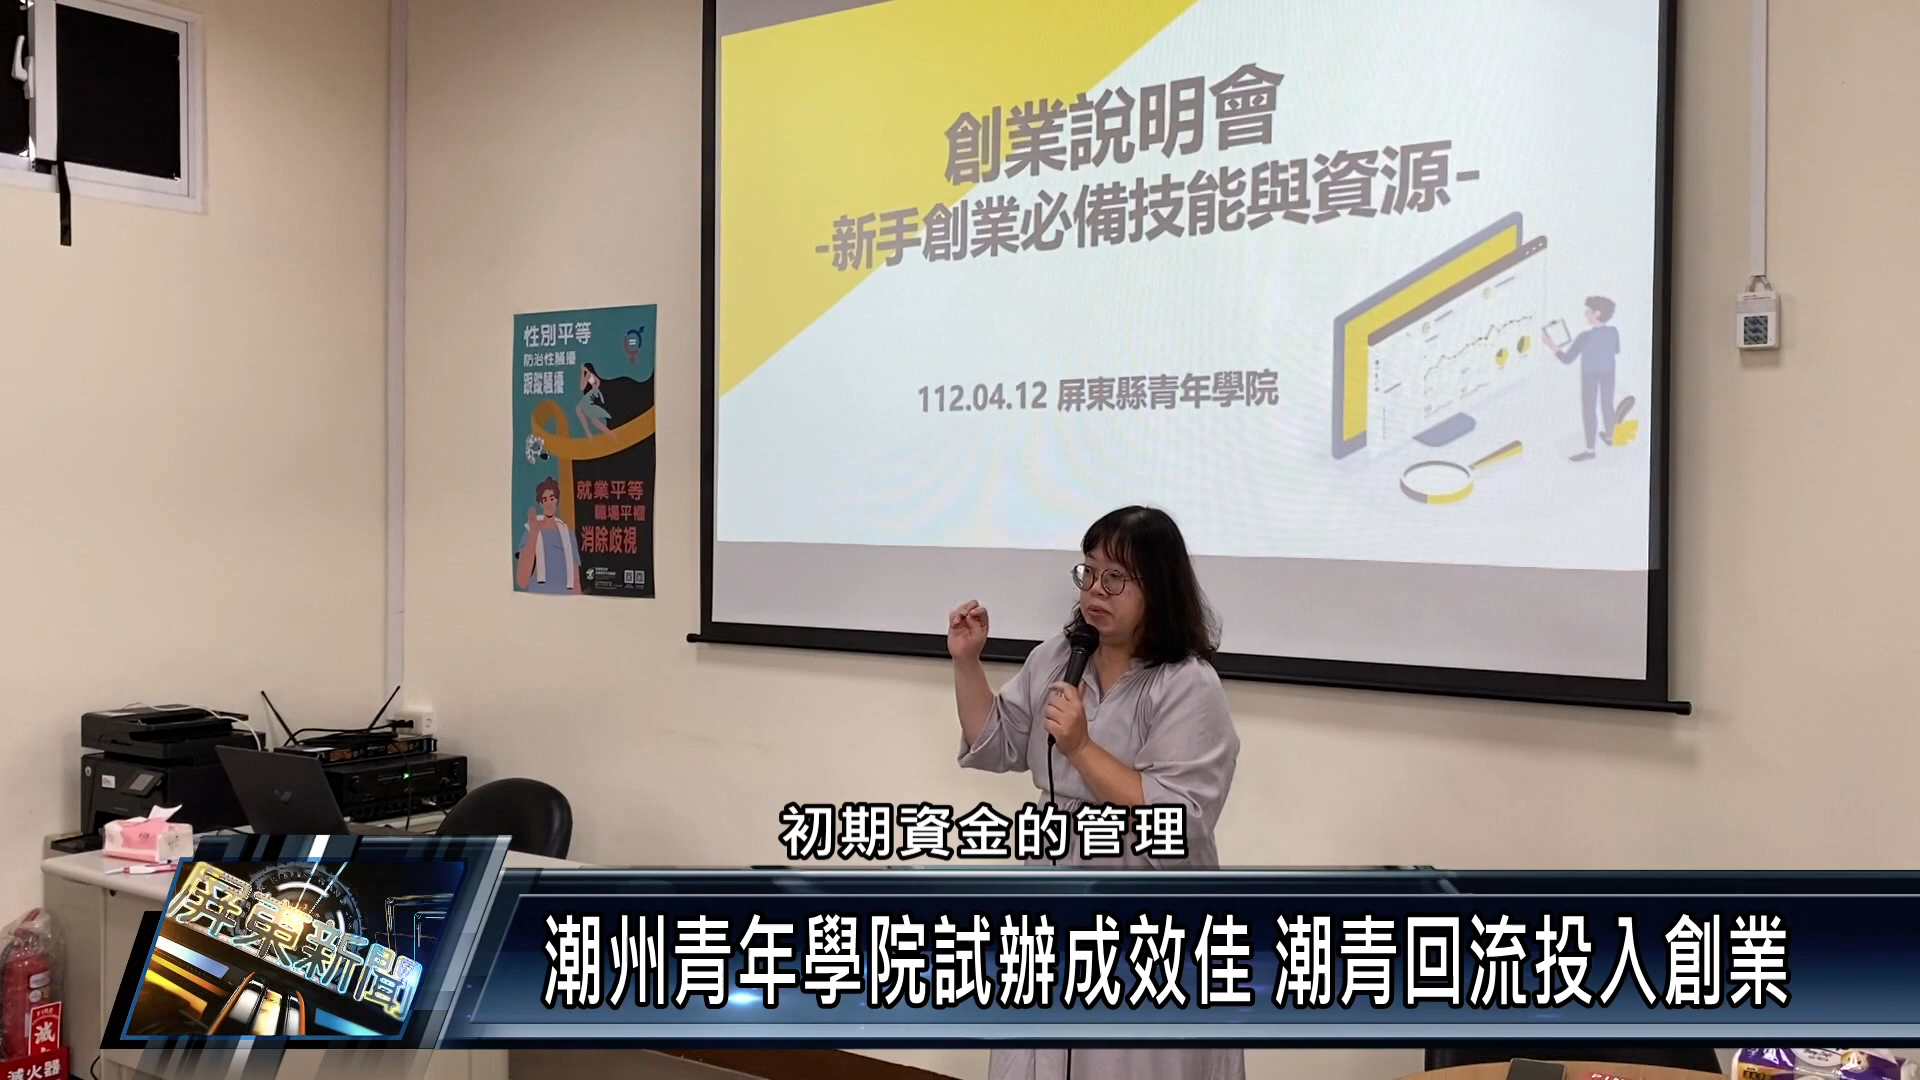 創業說明會
-新手創業必備技能與資源-
112.04.12 屏東縣青年學院
性別平等
防治性騷擾
跟蹤騷擾
就業平等
職場平權
消除歧視
初期資金的管理
屏東新聞
潮州青年學院試辦成效佳 潮青回流投入創業
滅
滅火器